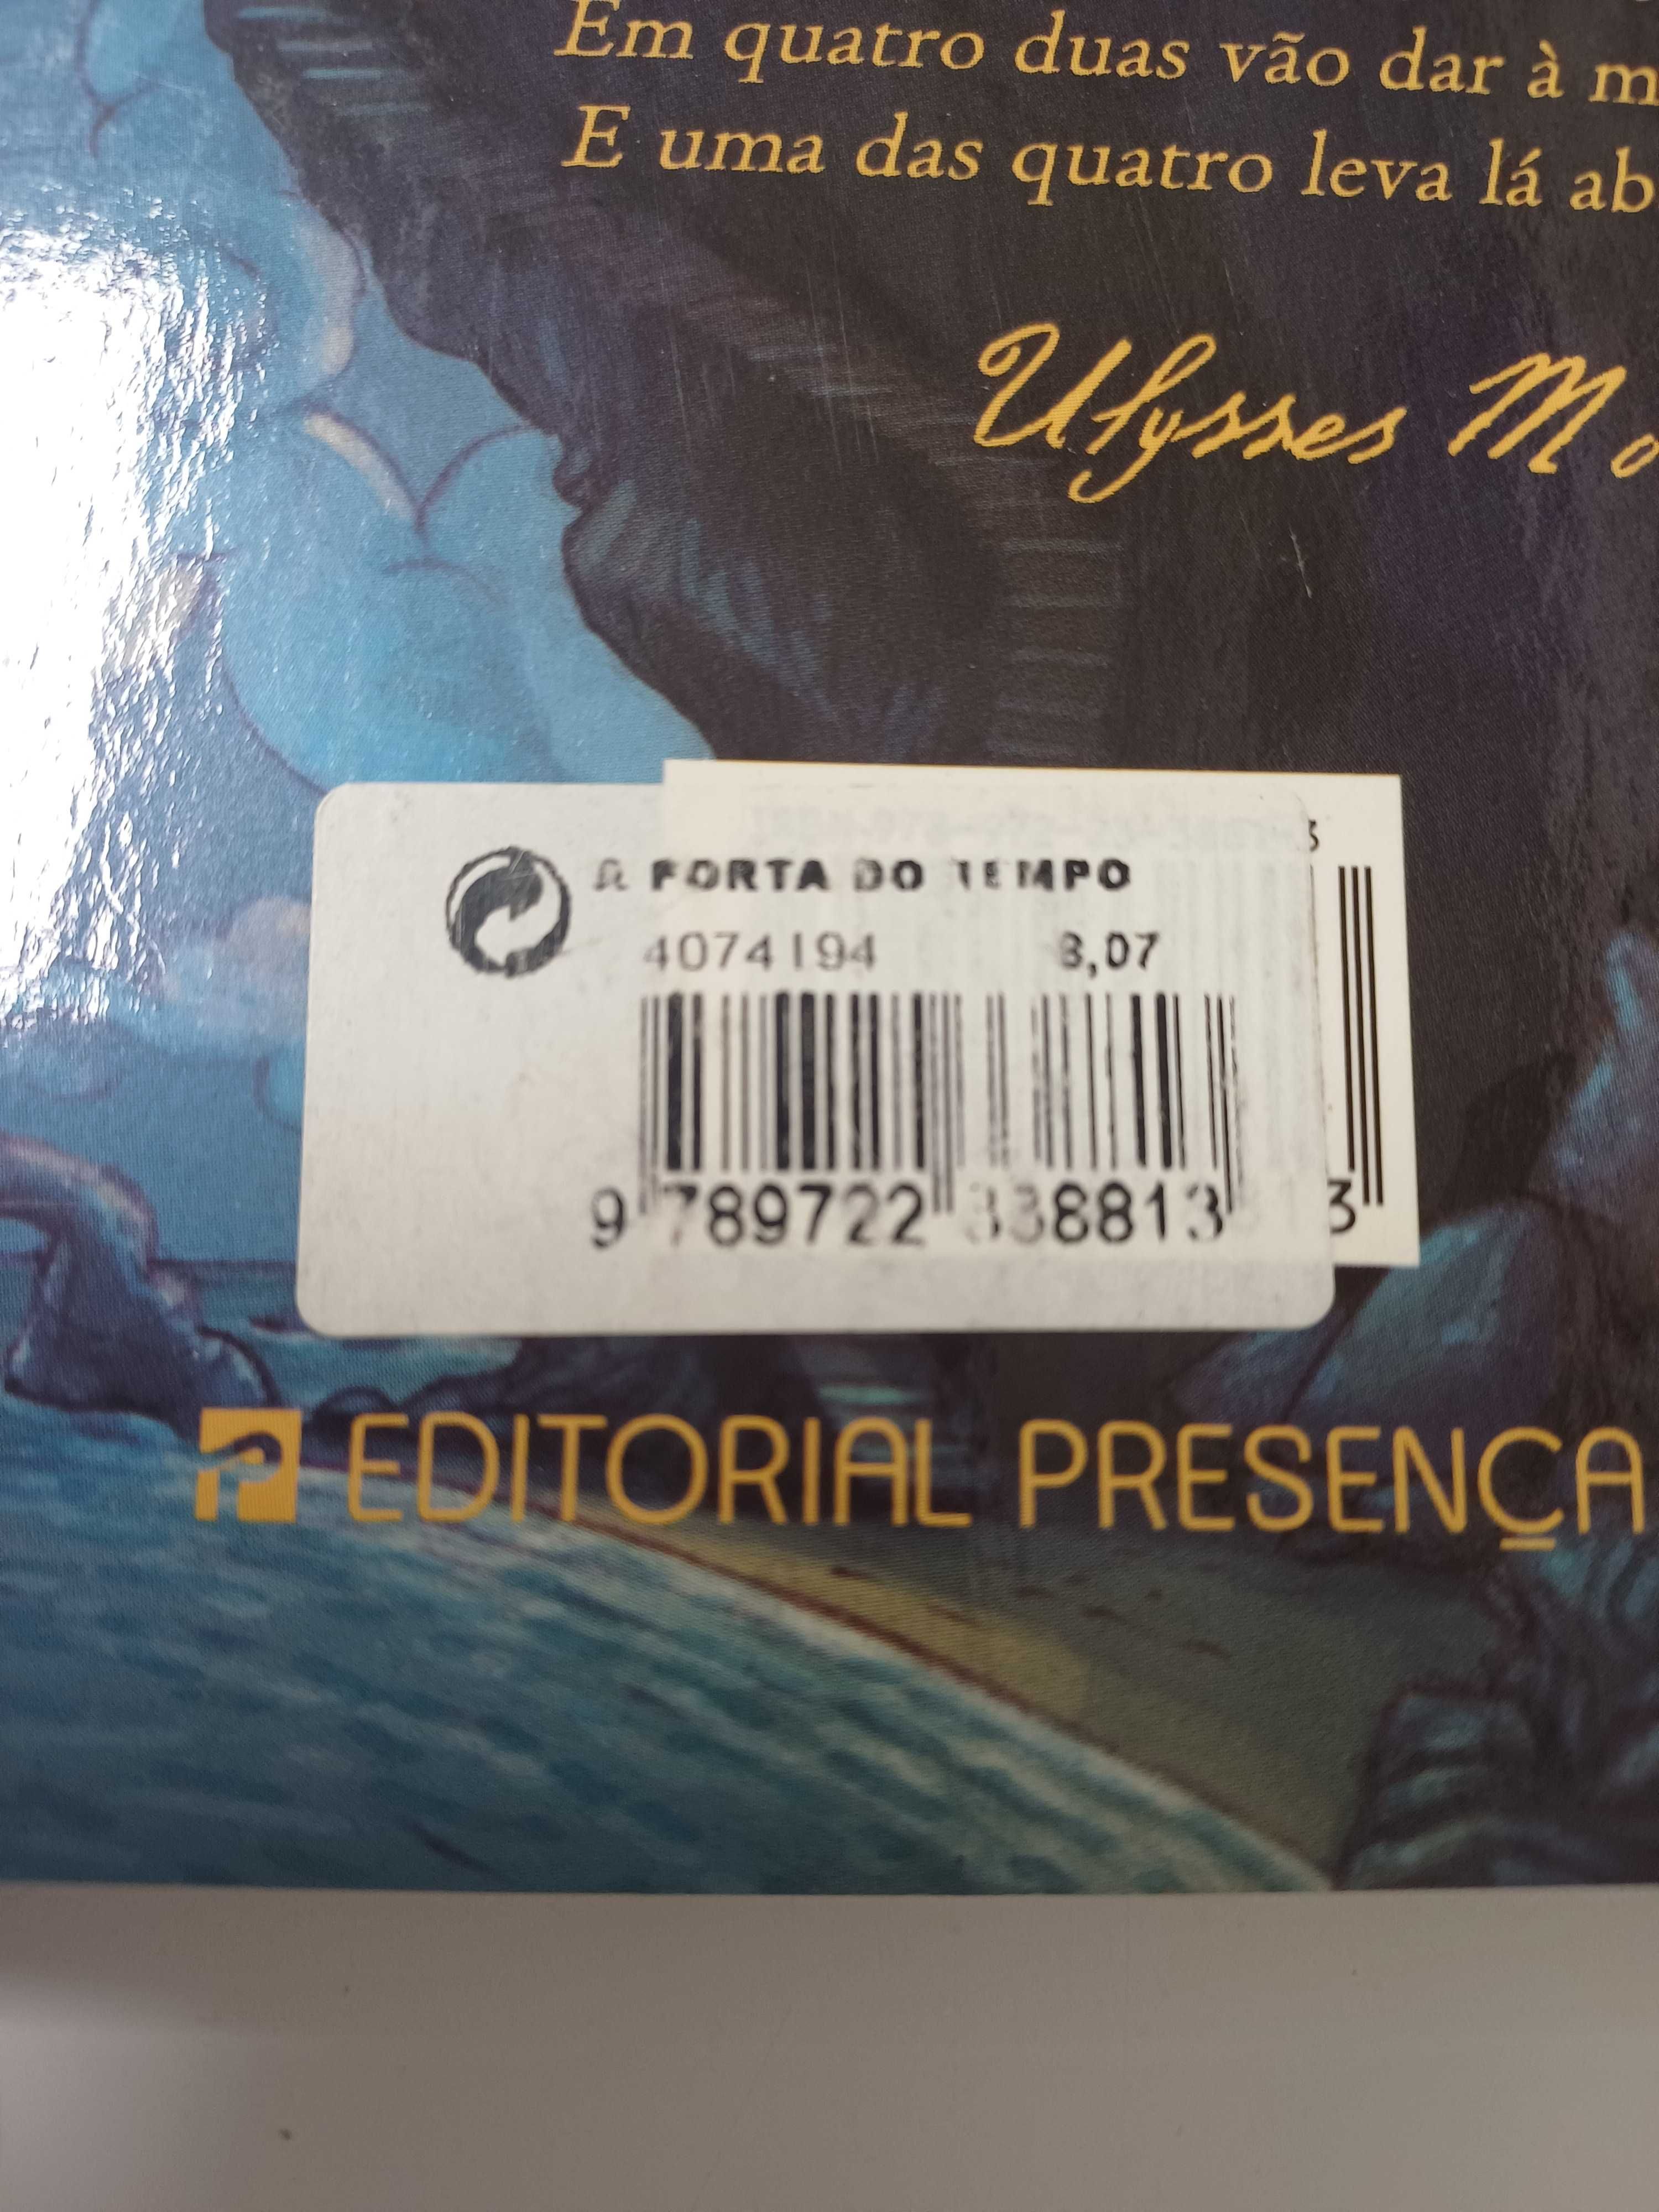 Em quatro duas vão dar à m
E uma das quatro leva lá ab
Ulysses Mo
3
A PORTA DO TEMPO
4074194 8,07
9 789722 338813
3
EDITORIAL PRESENÇA